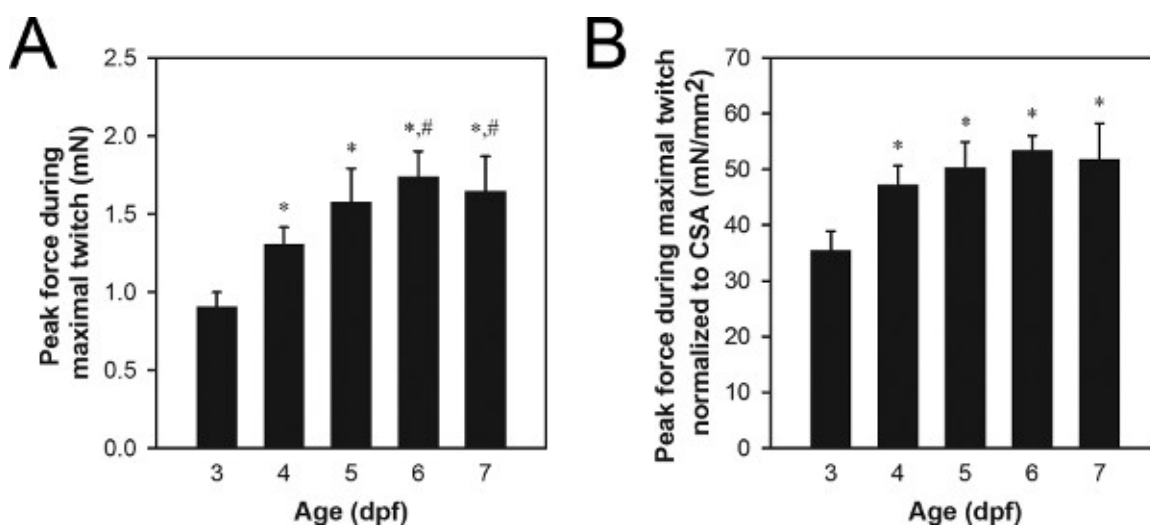 A
Peak force during
maximal twitch (mN)
2.5
2.0
1.5
1.0
0.5
0.0
*
*
*,#
*,#
3 4 5 6 7
Age (dpf)
B
Peak force during maximal twitch
normalized to CSA (mN/mm²)
70
60
50
40
30
20
10
0
*
*
*
*
3 4 5 6 7
Age (dpf)